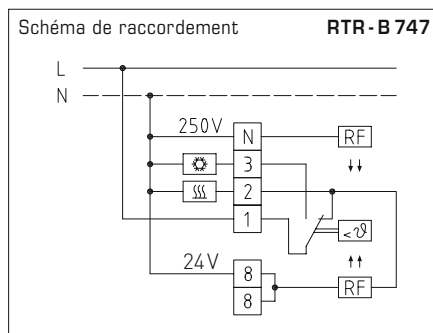 Schéma de raccordement RTR-B 747
L
N
250V N RF
3
2
1
<ϑ
24V 8 RF
8